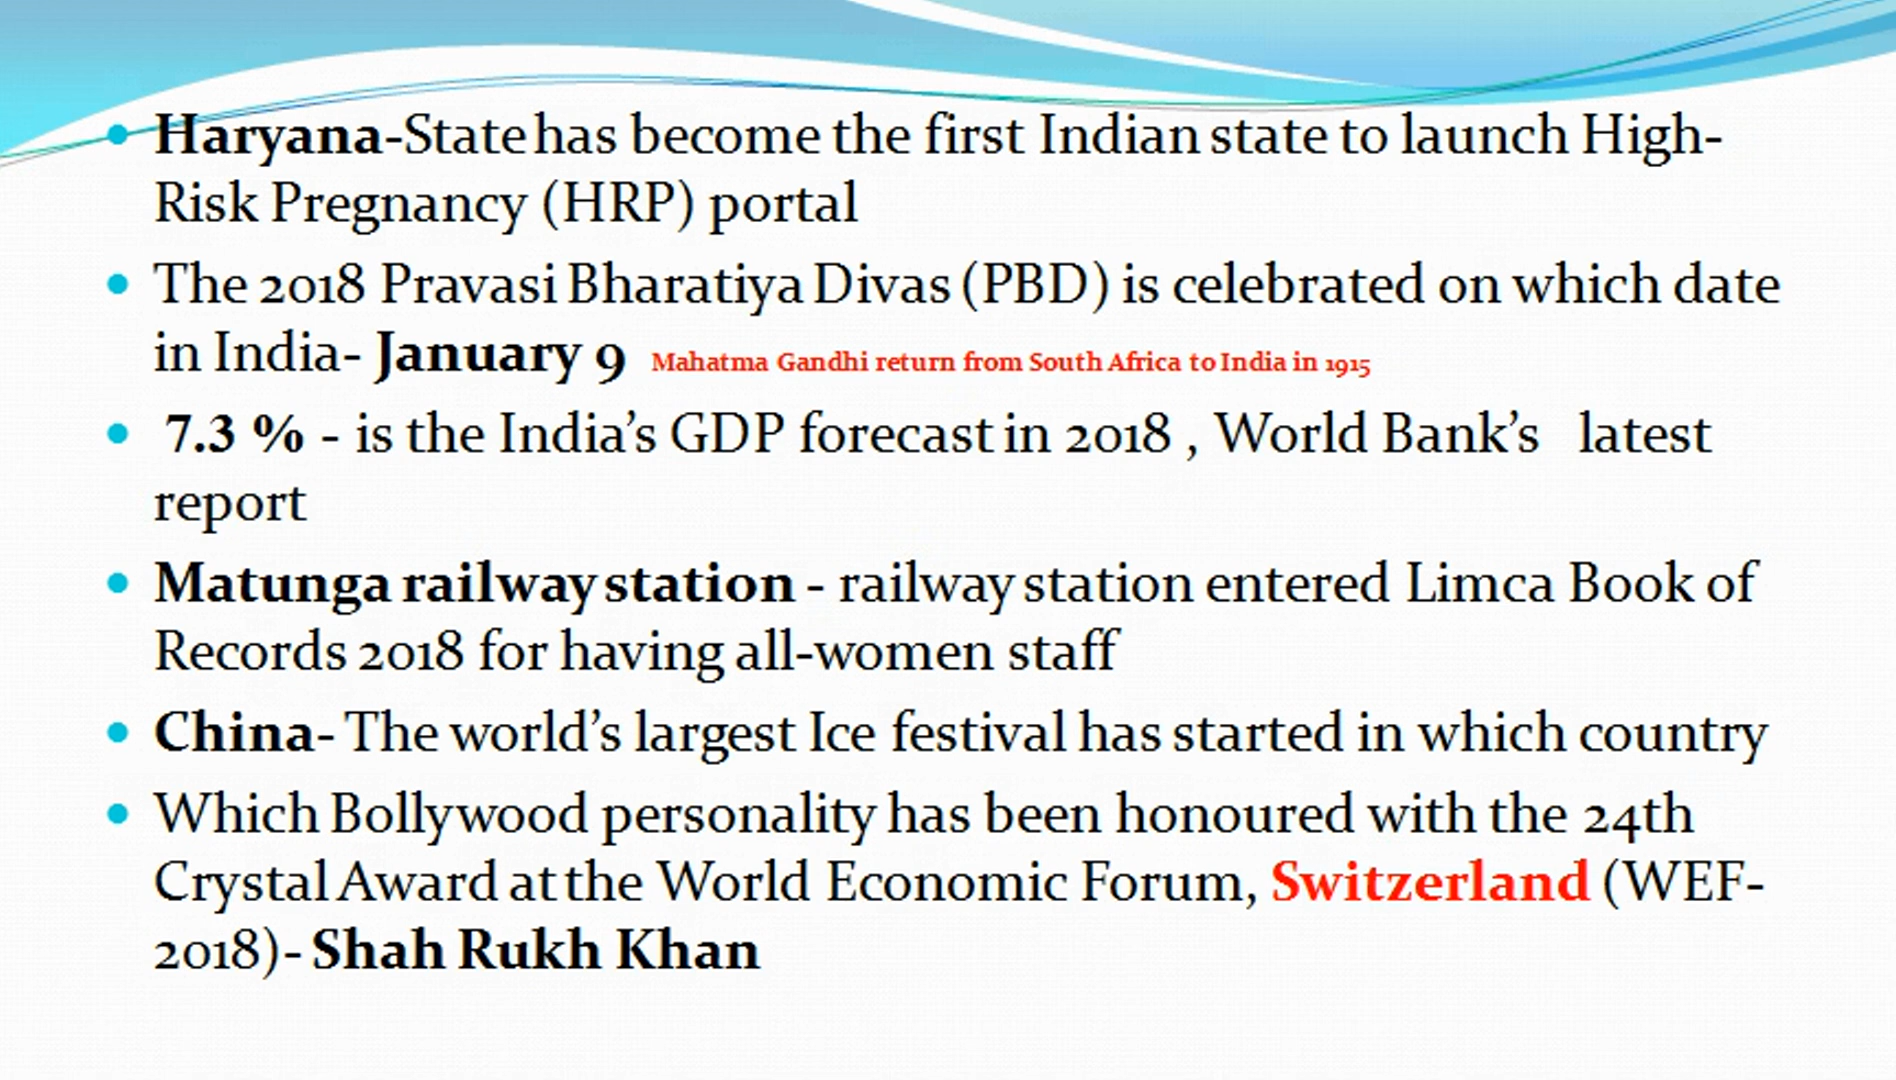 Haryana-State has become the first Indian state to launch High-
Risk Pregnancy (HRP) portal
The 2018 Pravasi Bharatiya Divas (PBD) is celebrated on which date
in India- January 9 Mahatma Gandhi return from South Africa to India in 1915
7.3 % - is the India’s GDP forecast in 2018 , World Bank’s latest
report
Matunga railway station - railway station entered Limca Book of
Records 2018 for having all-women staff
China- The world’s largest Ice festival has started in which country
Which Bollywood personality has been honoured with the 24th
Crystal Award at the World Economic Forum, Switzerland (WEF-
2018)- Shah Rukh Khan